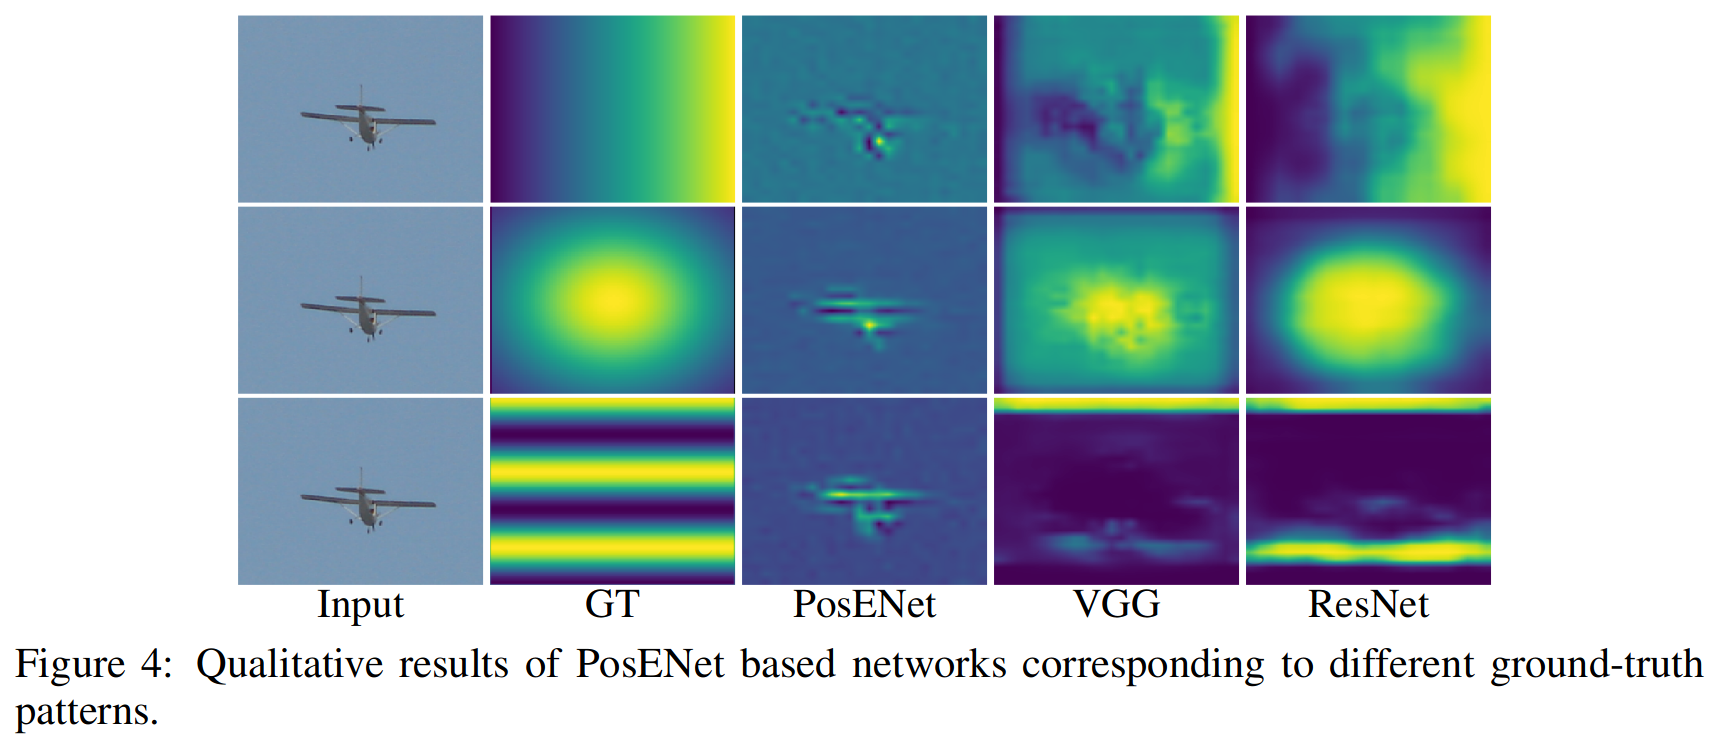 Input GT PosENet VGG ResNet
Figure 4: Qualitative results of PosENet based networks corresponding to different ground-truth
patterns.